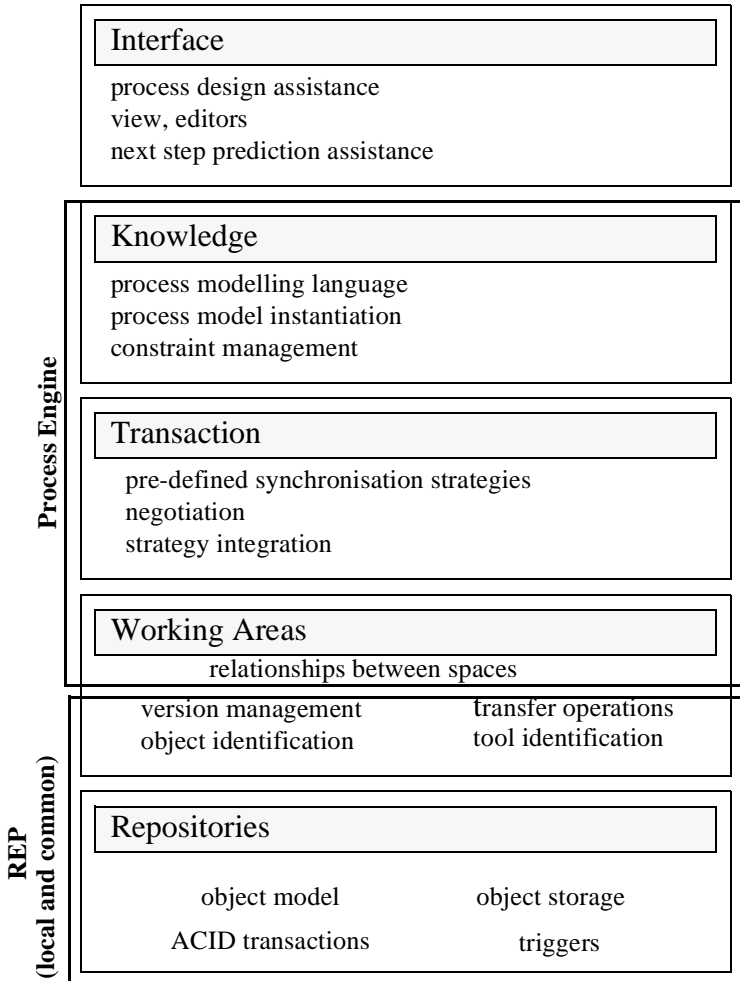 Interface
process design assistance
view, editors
next step prediction assistance
Process Engine
Knowledge
process modelling language
process model instantiation
constraint management
Transaction
pre-defined synchronisation strategies
negotiation
strategy integration
Working Areas
relationships between spaces
version management transfer operations
object identification tool identification
REP
(local and common)
Repositories
object model object storage
ACID transactions triggers